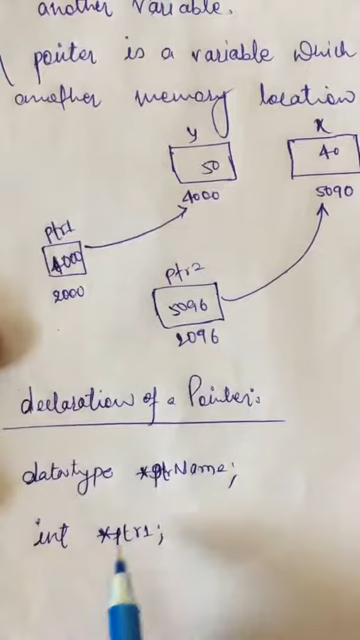 another variable.
pointer is a variable which
another memory location
y
x
50
40
4000
5090
ptr1
4000
2000
ptr2
5096
2096
declaration of a Pointer:
datatype *ptrName;
int *ptr1;